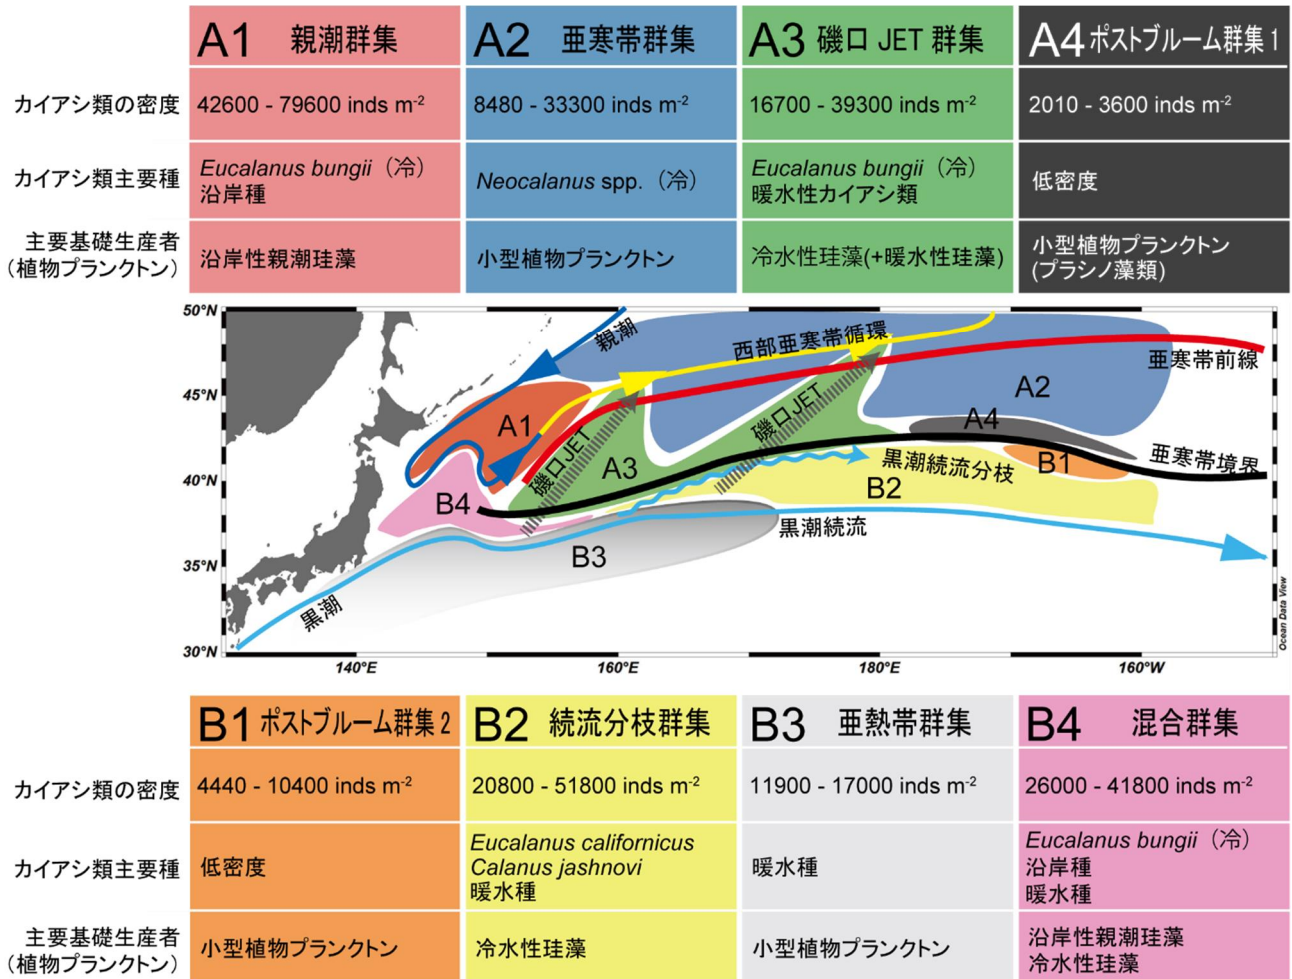 A1 親潮群集
A2 亜寒帯群集
A3 磯口 JET 群集
A4 ポストブルーム群集 1
カイアシ類の密度
42600 - 79600 inds m-2
8480 - 33300 inds m-2
16700 - 39300 inds m-2
2010 - 3600 inds m-2
カイアシ類主要種
Eucalanus bungii（冷）
沿岸種
Neocalanus spp.（冷）
Eucalanus bungii（冷）
暖水性カイアシ類
低密度
主要基礎生産者
（植物プランクトン）
沿岸性親潮珪藻
小型植物プランクトン
冷水性珪藻(+暖水性珪藻)
小型植物プランクトン
(プラシノ藻類)
50°N
45°N
40°N
35°N
30°N
140°E
160°E
180°E
160°W
親潮
西部亜寒帯循環
亜寒帯前線
A1
A2
A4
磯口JET
磯口JET
A3
B1
亜寒帯境界
黒潮続流分枝
B4
B2
黒潮続流
B3
黒潮
Ocean Data View
B1 ポストブルーム群集 2
B2 続流分枝群集
B3 亜熱帯群集
B4 混合群集
カイアシ類の密度
4440 - 10400 inds m-2
20800 - 51800 inds m-2
11900 - 17000 inds m-2
26000 - 41800 inds m-2
カイアシ類主要種
低密度
Eucalanus californicus
Calanus jashnovi
暖水種
暖水種
Eucalanus bungii（冷）
沿岸種
暖水種
主要基礎生産者
（植物プランクトン）
小型植物プランクトン
冷水性珪藻
小型植物プランクトン
沿岸性親潮珪藻
冷水性珪藻